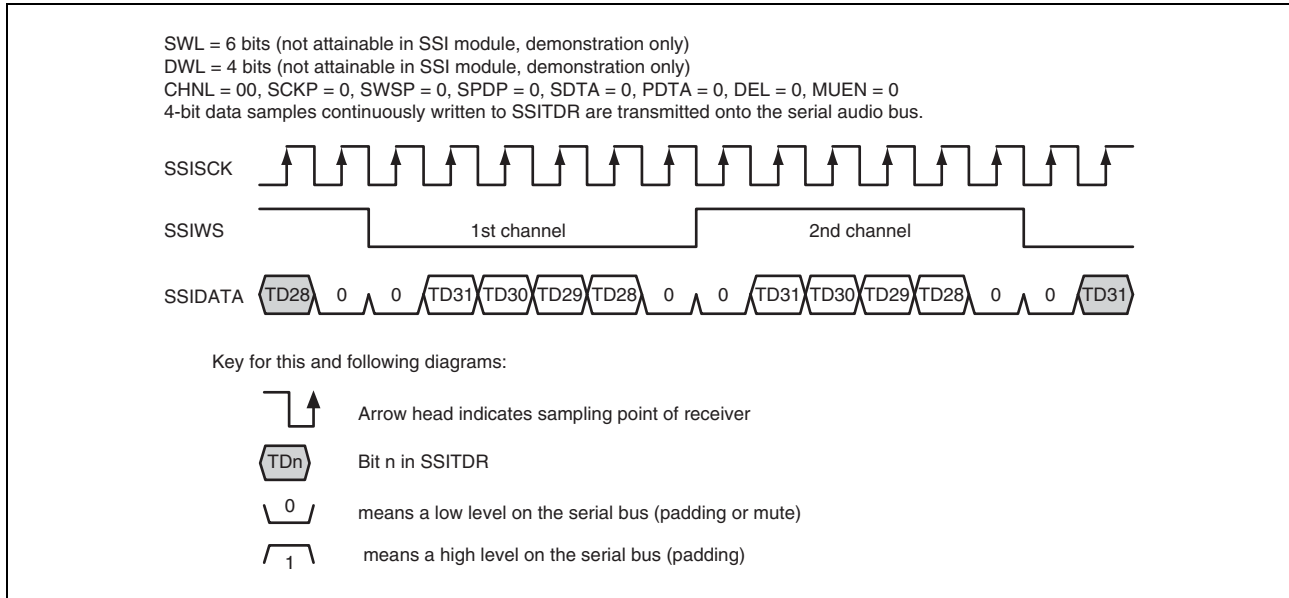 SWL = 6 bits (not attainable in SSI module, demonstration only)
DWL = 4 bits (not attainable in SSI module, demonstration only)
CHNL = 00, SCKP = 0, SWSP = 0, SPDP = 0, SDTA = 0, PDTA = 0, DEL = 0, MUEN = 0
4-bit data samples continuously written to SSITDR are transmitted onto the serial audio bus.
SSISCK
SSIWS 1st channel 2nd channel
SSIDATA TD28 0 0 TD31 TD30 TD29 TD28 0 0 TD31 TD30 TD29 TD28 0 0 TD31
Key for this and following diagrams:
Arrow head indicates sampling point of receiver
TDn Bit n in SSITDR
0 means a low level on the serial bus (padding or mute)
1 means a high level on the serial bus (padding)